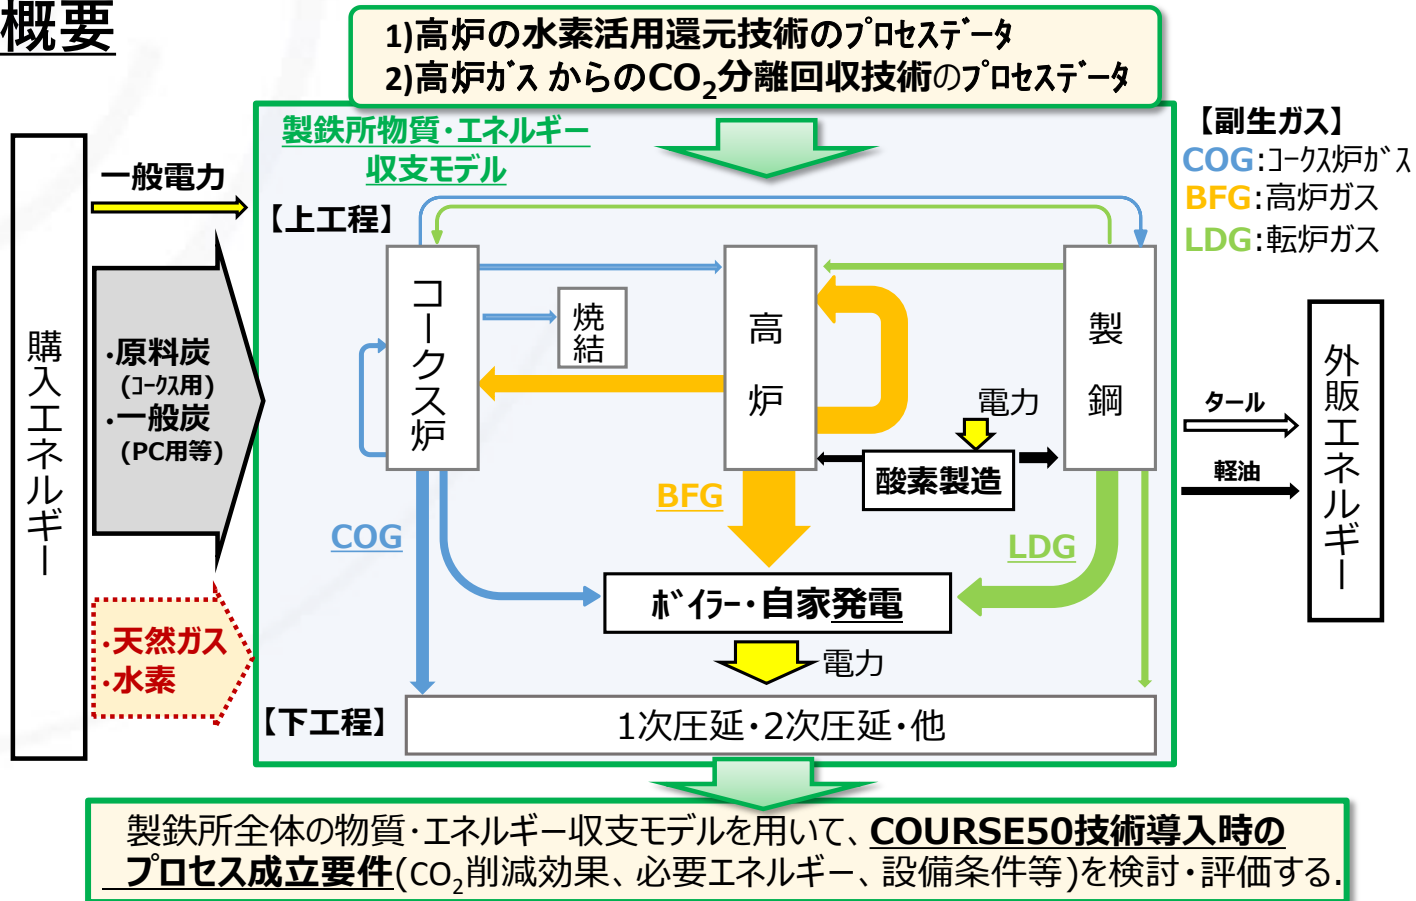 概要
1)高炉の水素活用還元技術のﾌﾟﾛｾｽﾃﾞｰﾀ
2)高炉ｶﾞｽ からのCO2分離回収技術のﾌﾟﾛｾｽﾃﾞｰﾀ
製鉄所物質・エネルギー
収支モデル
【副生ガス】
COG:ｺｰｸｽ炉ｶﾞｽ
BFG:高炉ガス
LDG:転炉ガス
一般電力
【上工程】
購入エネルギー
・原料炭
(ｺｰｸｽ用)
・一般炭
(PC用等)
・天然ガス
・水素
コークス炉
焼結
高炉
製鋼
電力
酸素製造
タール
軽油
外販エネルギー
COG
BFG
LDG
ﾎﾞｲﾗｰ・自家発電
電力
【下工程】
1次圧延・2次圧延・他
製鉄所全体の物質・エネルギー収支モデルを用いて、COURSE50技術導入時の
プロセス成立要件(CO2削減効果、必要エネルギー、設備条件等)を検討・評価する.